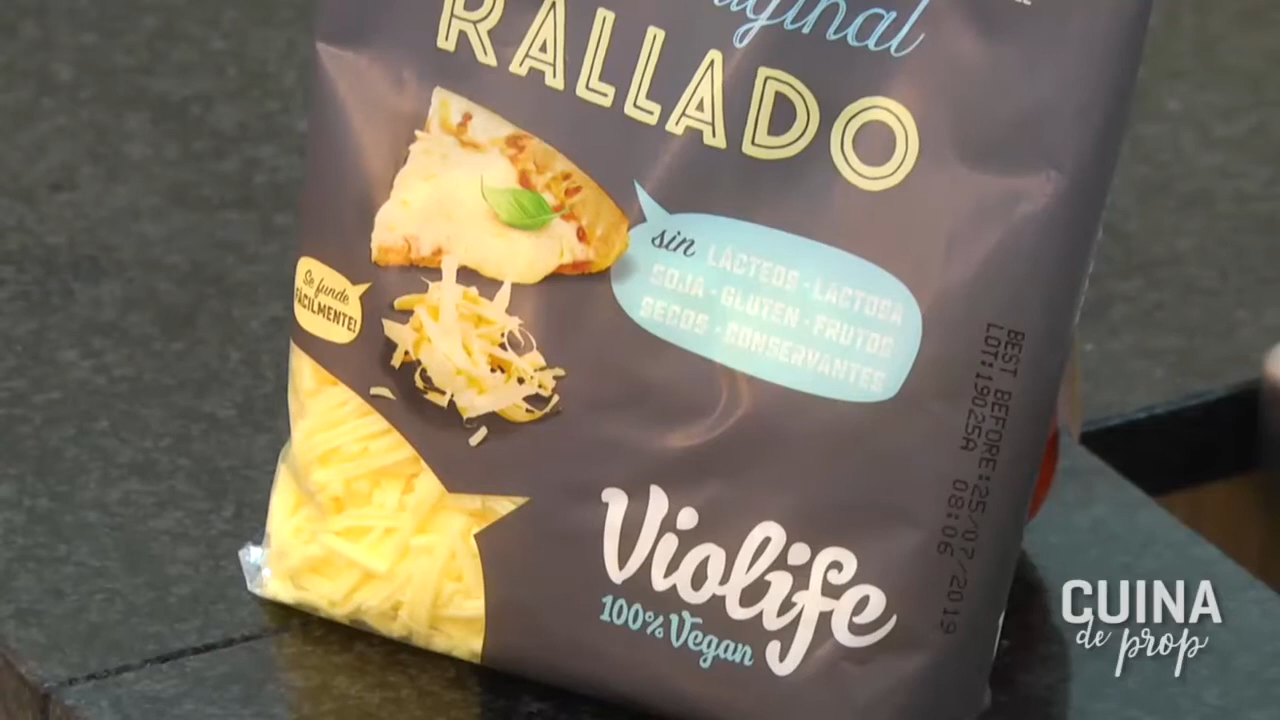 original
RALLADO
sin LÁCTEOS · LACTOSA
SOJA · GLUTEN · FRUTOS
SECOS · CONSERVANTES
Se funde
FÁCILMENTE!
BEST BEFORE:25/07/2019
LOT:19025A 08:06
Violife
100% Vegan
CUINA
de prop